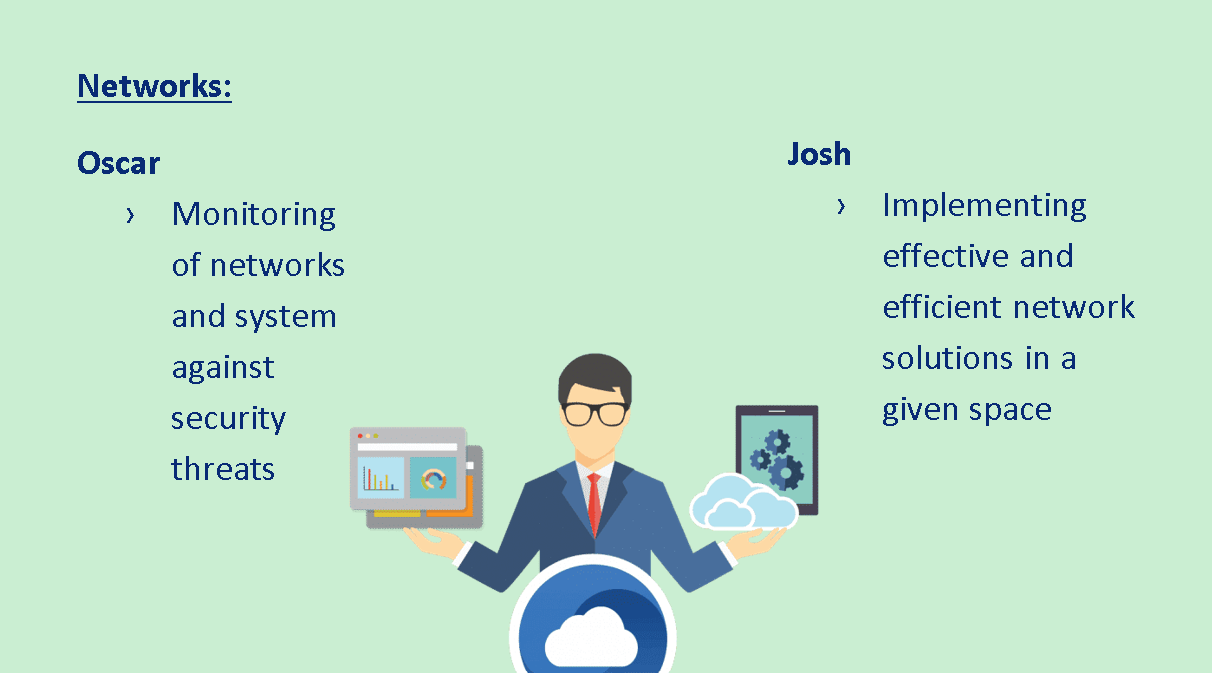 Networks:
Oscar
› Monitoring
of networks
and system
against
security
threats
Josh
› Implementing
effective and
efficient network
solutions in a
given space